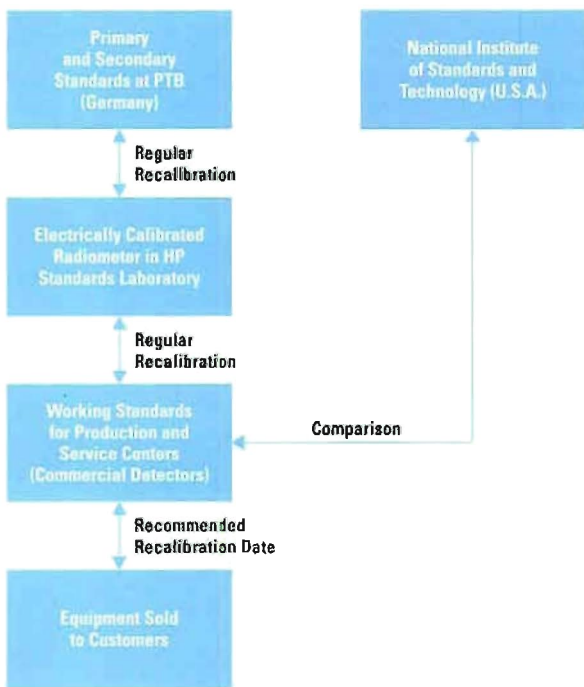 Primary
and Secondary
Standards at PTB
(Germany)
National Institute
of Standards and
Technology (U.S.A.)
Regular
Recalibration
Electrically Calibrated
Radiometer in HP
Standards Laboratory
Regular
Recalibration
Working Standards
for Production and
Service Centers
(Commercial Detectors)
Comparison
Recommended
Recalibration Date
Equipment Sold
to Customers